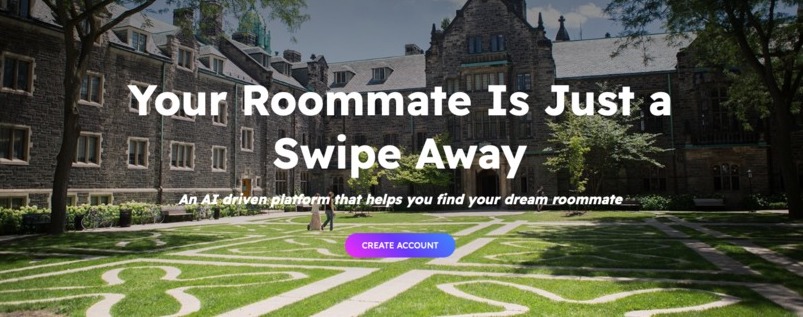 Your Roommate Is Just a
Swipe Away
An AI driven platform that helps you find your dream roommate
CREATE ACCOUNT